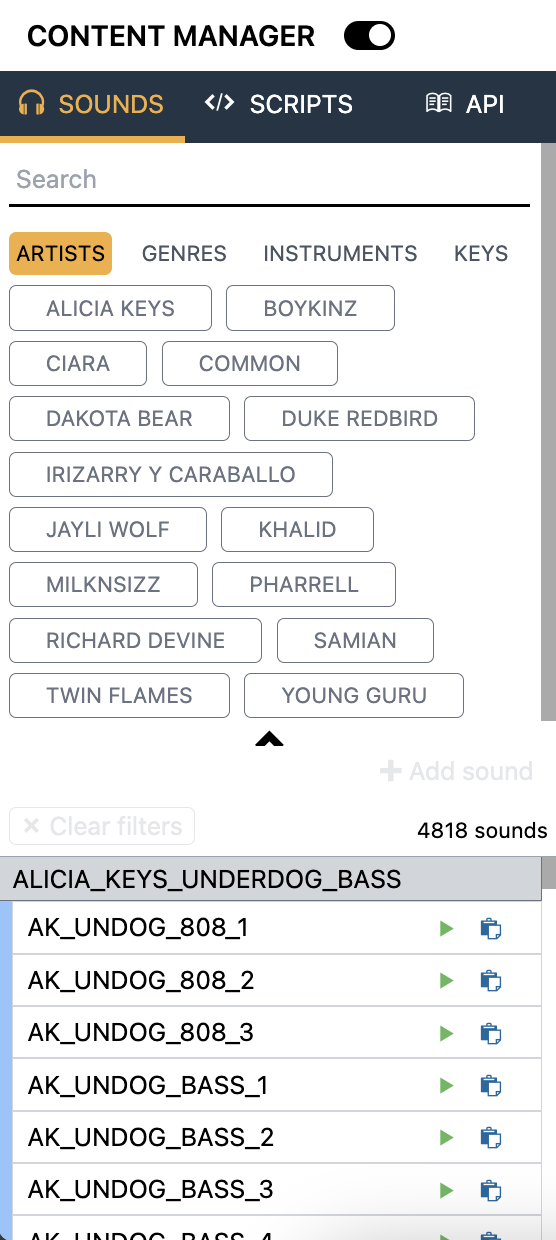 CONTENT MANAGER
SOUNDS </> SCRIPTS API
Search
ARTISTS GENRES INSTRUMENTS KEYS
ALICIA KEYS BOYKINZ
CIARA COMMON
DAKOTA BEAR DUKE REDBIRD
IRIZARRY Y CARABALLO
JAYLI WOLF KHALID
MILKNSIZZ PHARRELL
RICHARD DEVINE SAMIAN
TWIN FLAMES YOUNG GURU
+ Add sound
× Clear filters 4818 sounds
ALICIA_KEYS_UNDERDOG_BASS
AK_UNDOG_808_1
AK_UNDOG_808_2
AK_UNDOG_808_3
AK_UNDOG_BASS_1
AK_UNDOG_BASS_2
AK_UNDOG_BASS_3
AK_UNDOG_BASS_4